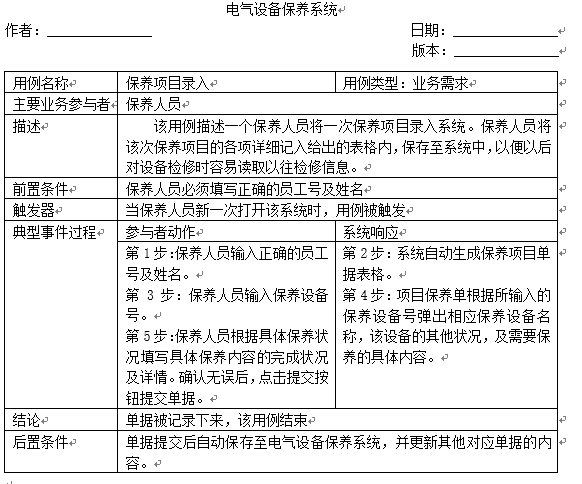 电气设备保养系统
作者：
日期：
版本：
用例名称 保养项目录入 用例类型：业务需求
主要业务参与者 保养人员
描述 该用例描述一个保养人员将一次保养项目录入系统。保养人员将
该次保养项目的各项详细记入给出的表格内，保存至系统中，以便以后
对设备检修时容易读取以往检修信息。
前置条件 保养人员必须填写正确的员工号及姓名
触发器 当保养人员新一次打开该系统时，用例被触发
典型事件过程 参与者动作 系统响应
第1步:保养人员输入正确的员工
号及姓名。
第 3 步：保养人员输入保养设备
号。
第5步:保养人员根据具体保养状
况填写具体保养内容的完成状况
及详情。确认无误后，点击提交按
钮提交单据。
第2步：系统自动生成保养项目单
据表格。
第4步：项目保养单根据所输入的
保养设备号弹出相应保养设备名
称，该设备的其他状况，及需要保
养的具体内容。
结论 单据被记录下来，该用例结束
后置条件 单据提交后自动保存至电气设备保养系统，并更新其他对应单据的内
容。